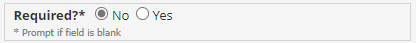 Required?* No Yes
* Prompt if field is blank